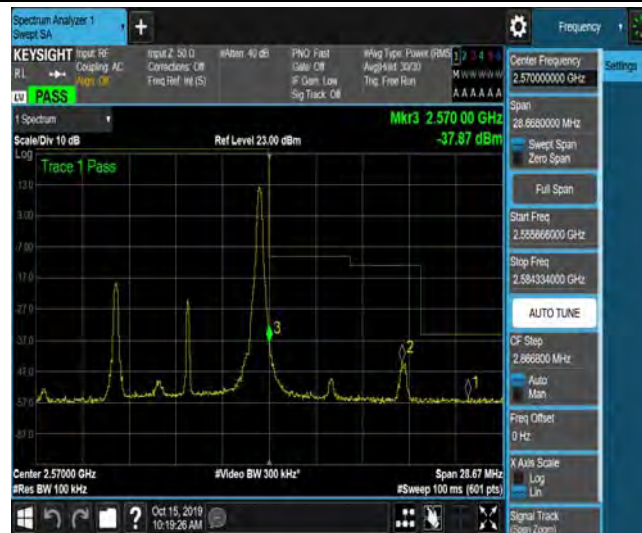 Spectrum Analyzer 1
Swept SA
Frequency
KEYSIGHT
Input: RF
Coupling: AC
Align: Off
Input Z: 50 Ω
Corrections: Off
Freq Ref: Int (S)
#Atten: 40 dB
PNO: Fast
Gate: Off
IF Gain: Low
Sig Track: Off
#Avg Type: Power (RMS)
Avg|Hold: 30/30
Trig: Free Run
1 2 3 4 5 6
M W W W W W
A A A A A A
RL
LV PASS
1 Spectrum
Scale/Div 10 dB
Ref Level 23.00 dBm
Mkr3 2.570 00 GHz
-37.87 dBm
Log
Trace 1 Pass
13.0
3.00
-7.00
-17.0
-27.0
-37.0
-47.0
-57.0
-67.0
3
2
1
Center 2.57000 GHz
#Res BW 100 kHz
#Video BW 300 kHz*
Span 28.67 MHz
#Sweep 100 ms (601 pts)
Oct 15, 2019
10:19:26 AM
Settings
Center Frequency
2.570000000 GHz
Span
28.6680000 MHz
Swept Span
Zero Span
Full Span
Start Freq
2.555666000 GHz
Stop Freq
2.584334000 GHz
AUTO TUNE
CF Step
2.866800 MHz
Auto
Man
Freq Offset
0 Hz
X Axis Scale
Log
Lin
Signal Track
(Span Zoom)